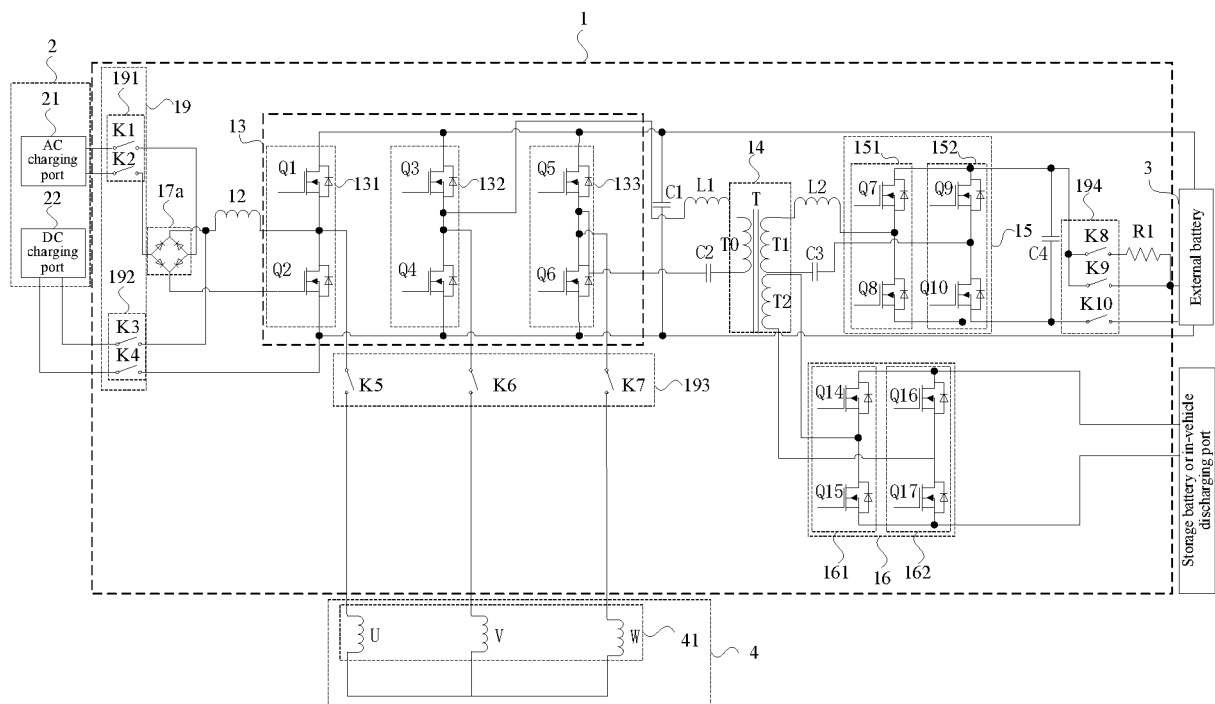 1
2
191
19
21
K1
AC
charging
port
K2
17a
22
DC
charging
port
192
K3
K4
12
13
Q1
131
Q3
132
Q5
133
Q2
Q4
Q6
C1
L1
14
T
T0
T1
T2
C2
L2
C3
151
152
Q7
Q9
Q8
Q10
15
C4
194
K8
R1
K9
K10
3
External battery
K5
K6
K7
193
Q14
Q16
Q15
Q17
161
16
162
Storage battery or in-vehicle
discharging port
U
V
W
41
4